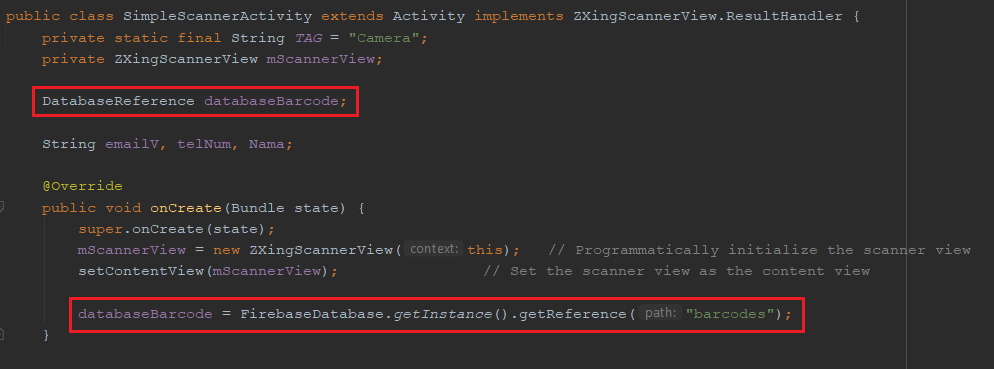 public class SimpleScannerActivity extends Activity implements ZXingScannerView.ResultHandler {
private static final String TAG = "Camera";
private ZXingScannerView mScannerView;
DatabaseReference databaseBarcode;
String emailV, telNum, Nama;
@Override
public void onCreate(Bundle state) {
super.onCreate(state);
mScannerView = new ZXingScannerView( context: this);   // Programmatically initialize the scanner view
setContentView(mScannerView);                // Set the scanner view as the content view
databaseBarcode = FirebaseDatabase.getInstance().getReference( path: "barcodes");
}